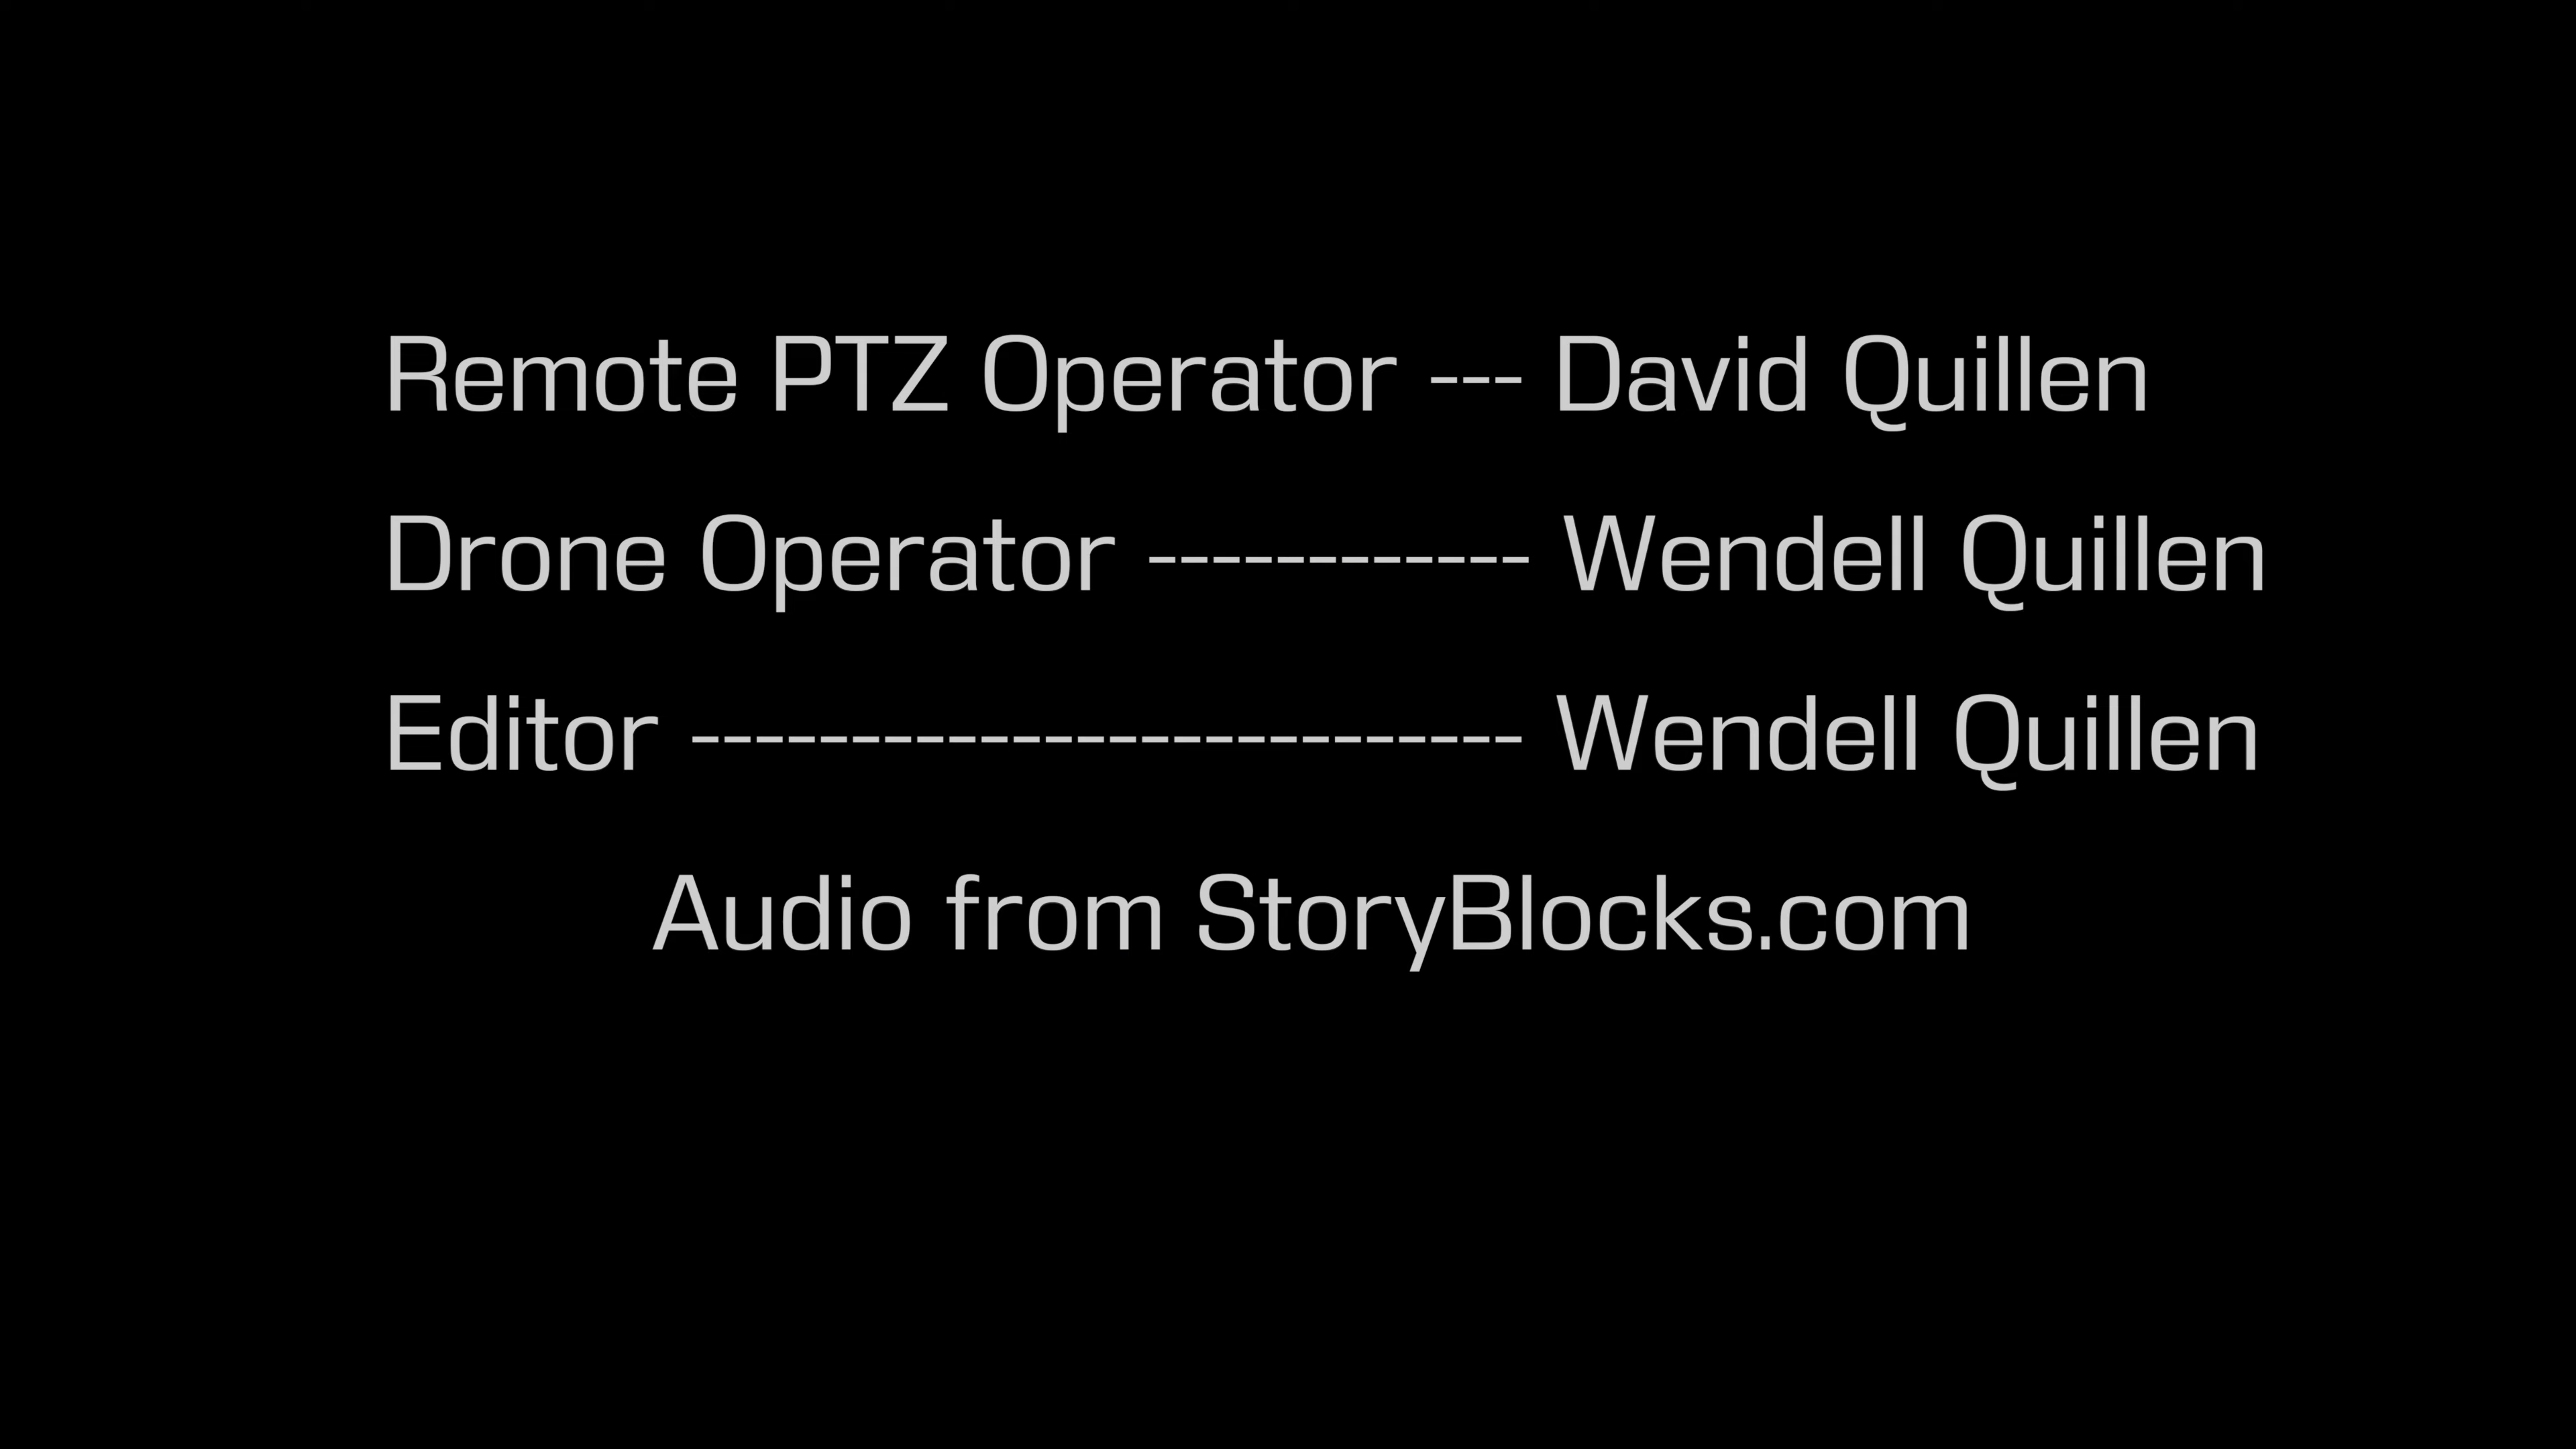 Remote PTZ Operator --- David Quillen
Drone Operator ------------ Wendell Quillen
Editor -------------------------- Wendell Quillen
Audio from StoryBlocks.com